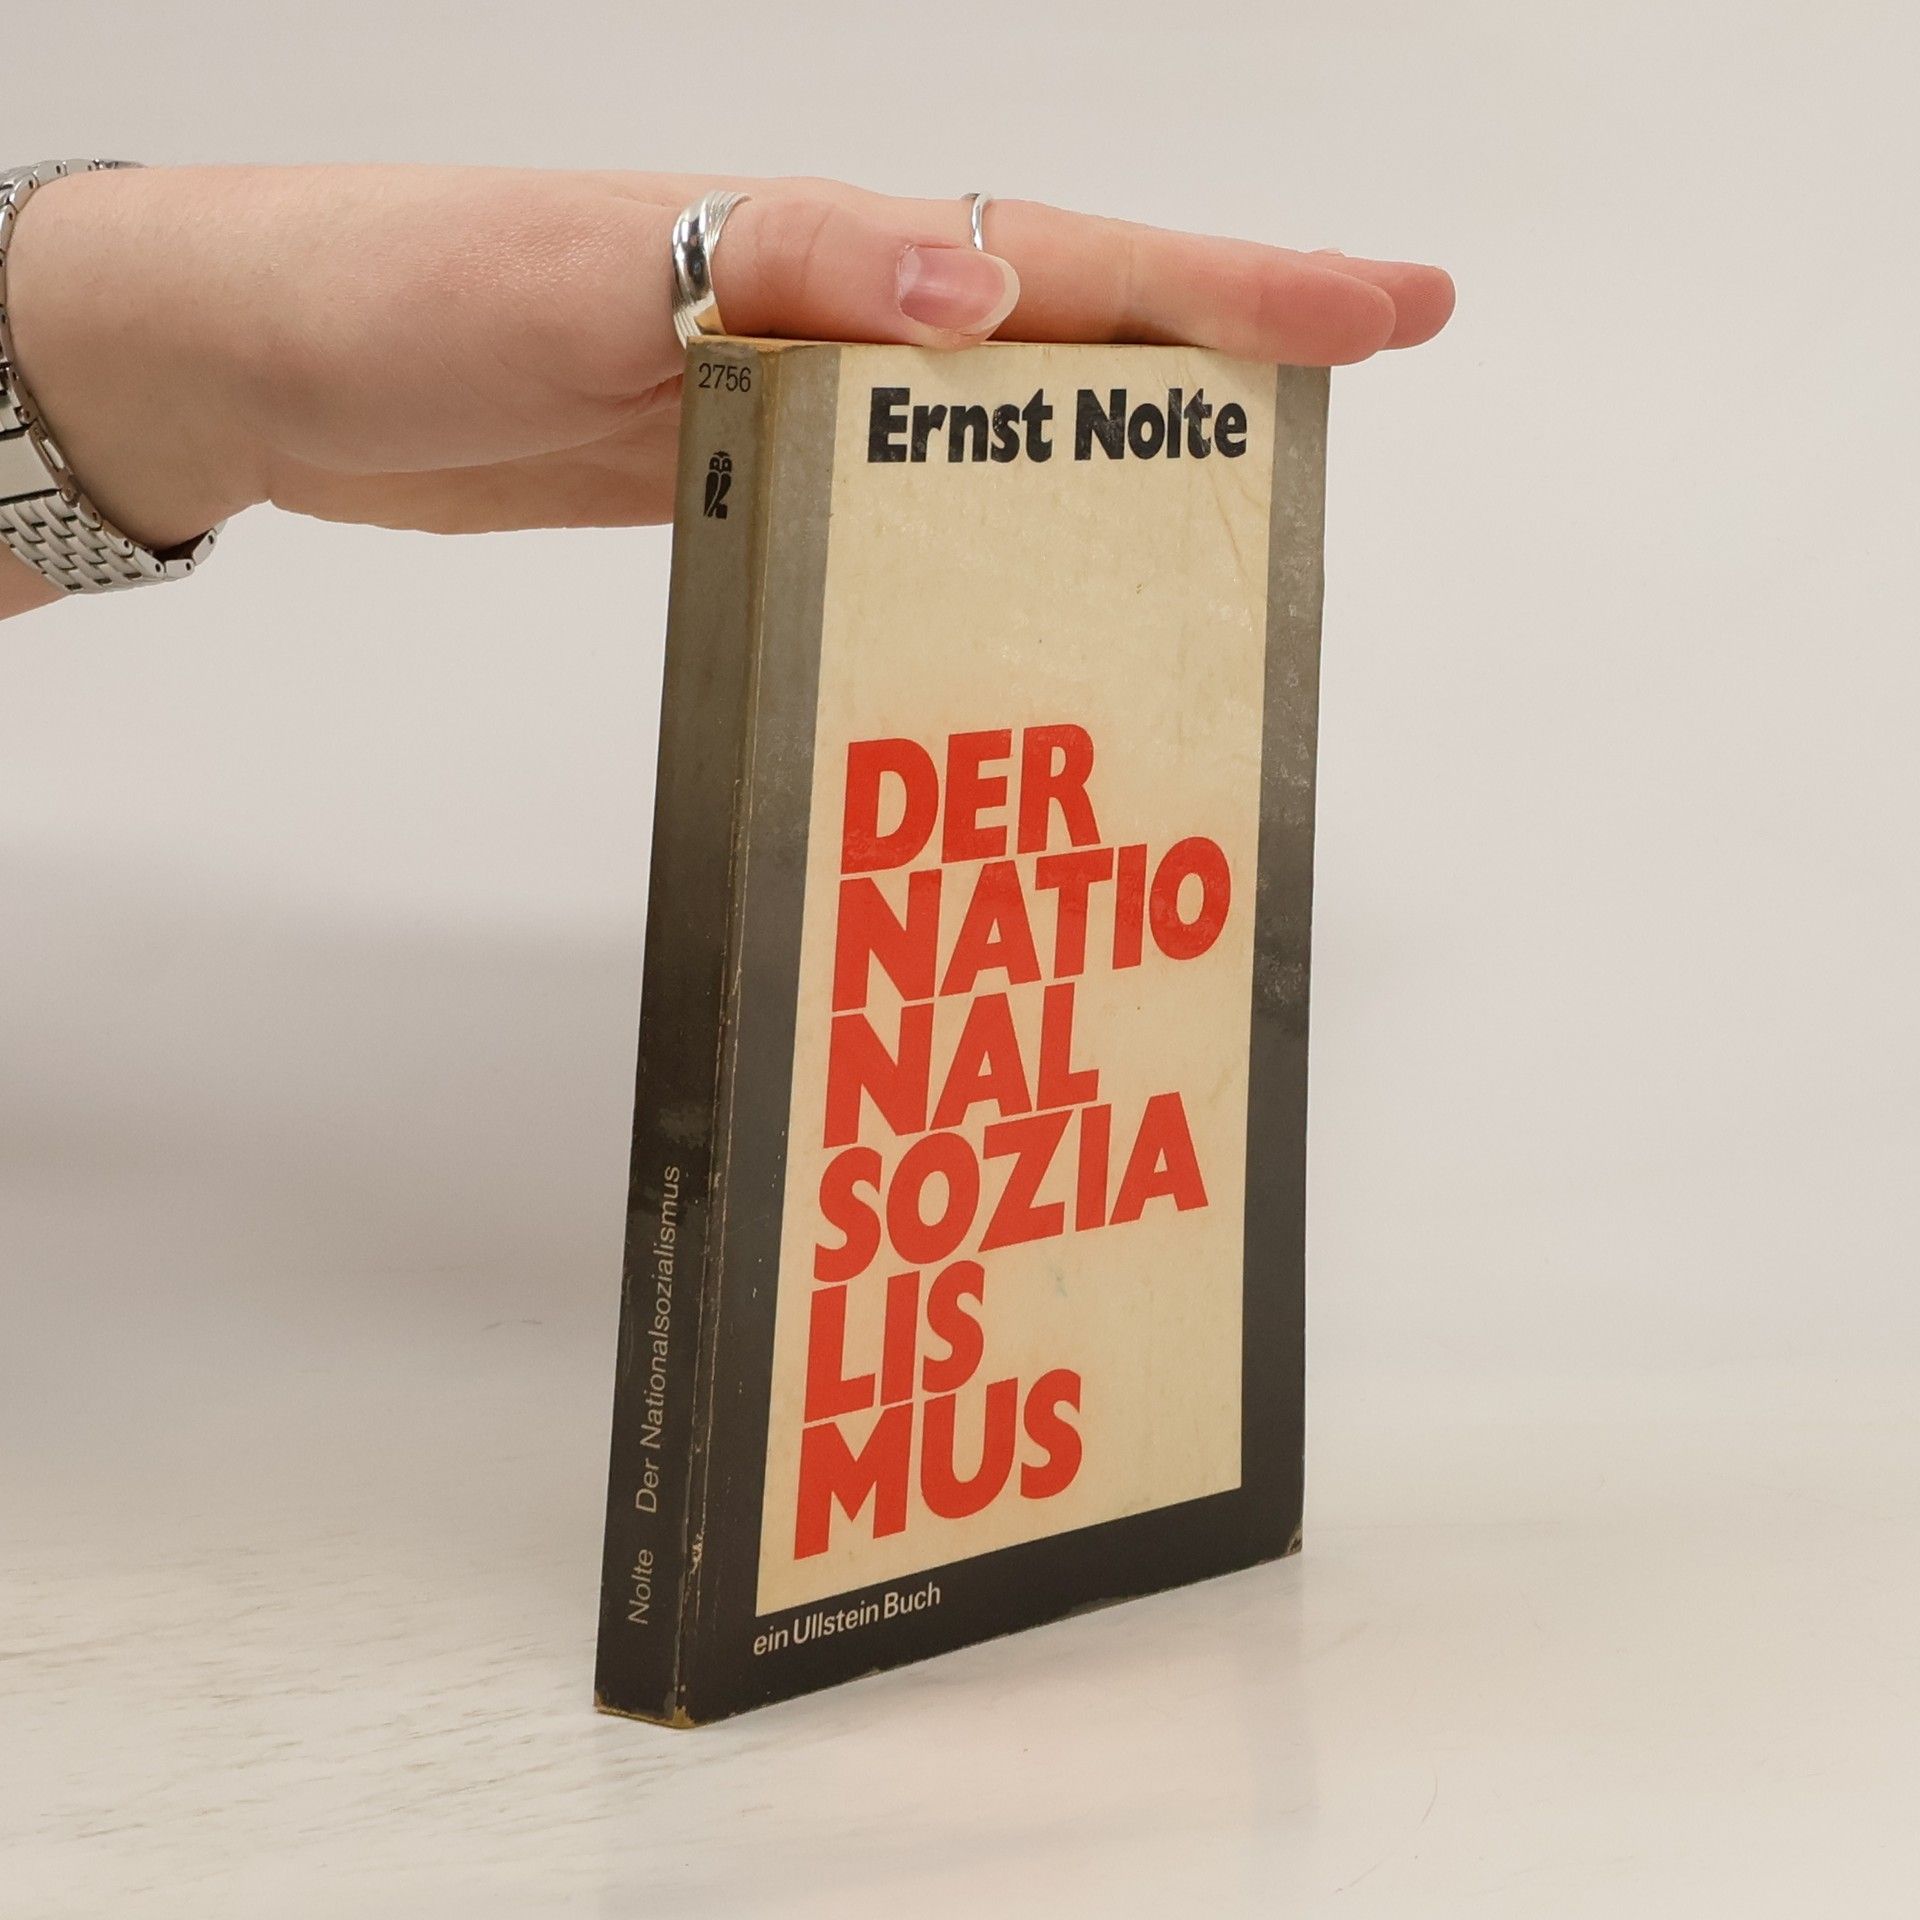 2756
Ernst Nolte
DER
NATIO
NAL
SOZIA
LIS
MUS
ein Ullstein Buch
Nolte Der Nationalsozialismus